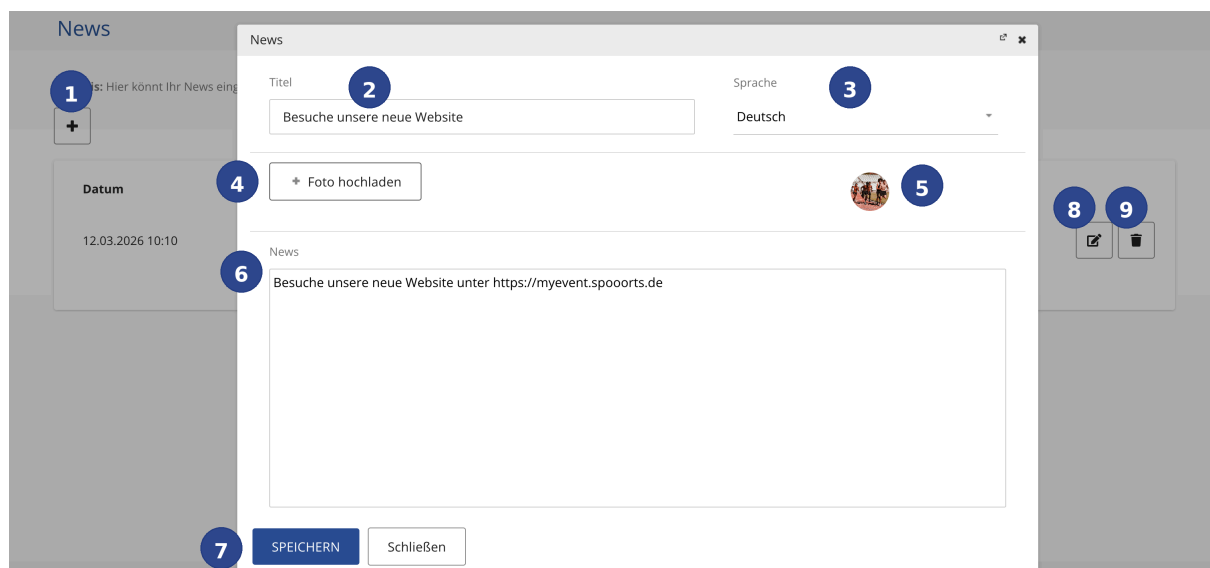 News
News
is: Hier könnt Ihr News eing
1
2
3
Titel
Sprache
Besuche unsere neue Website
Deutsch
4
Foto hochladen
5
Datum
8
9
12.03.2026 10:10
6
News
Besuche unsere neue Website unter https://myevent.spooorts.de
7
SPEICHERN
Schließen